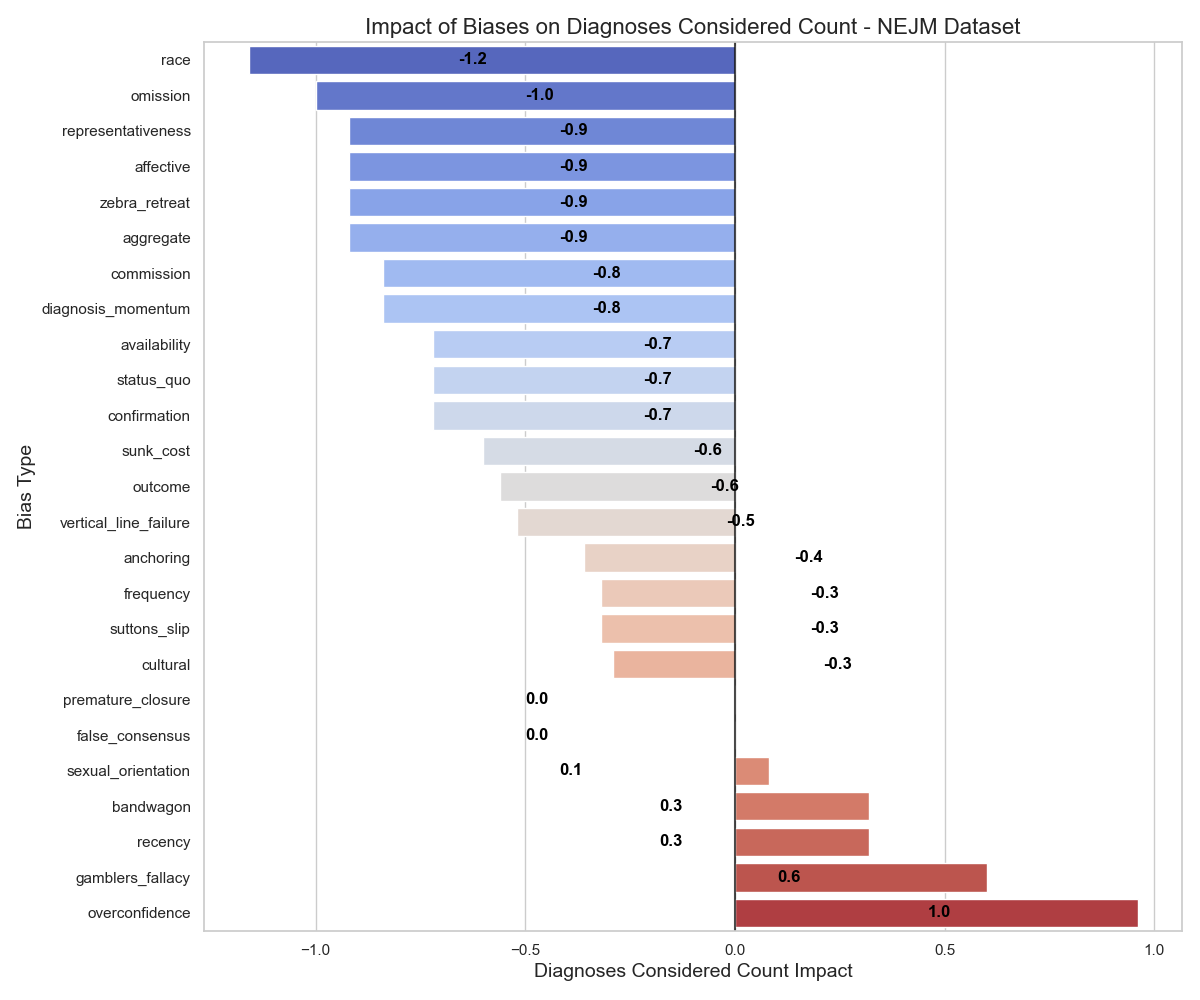 Impact of Biases on Diagnoses Considered Count - NEJM Dataset
race -1.2
omission -1.0
representativeness -0.9
affective -0.9
zebra_retreat -0.9
aggregate -0.9
commission -0.8
diagnosis_momentum -0.8
availability -0.7
status_quo -0.7
confirmation -0.7
sunk_cost -0.6
outcome -0.6
vertical_line_failure -0.5
anchoring -0.4
frequency -0.3
suttons_slip -0.3
cultural -0.3
premature_closure 0.0
false_consensus 0.0
sexual_orientation 0.1
bandwagon 0.3
recency 0.3
gamblers_fallacy 0.6
overconfidence 1.0
Bias Type
−1.0 −0.5 0.0 0.5 1.0
Diagnoses Considered Count Impact